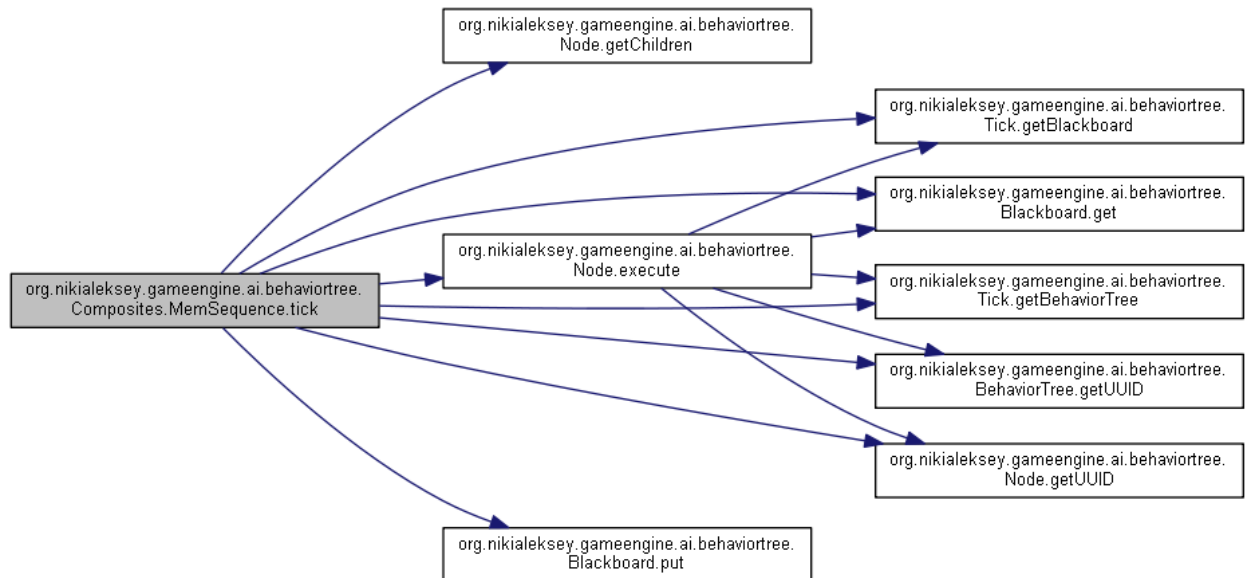 org.nikialeksey.gameengine.ai.behaviortree.
Composites.MemSequence.tick
org.nikialeksey.gameengine.ai.behaviortree.
Node.getChildren
org.nikialeksey.gameengine.ai.behaviortree.
Node.execute
org.nikialeksey.gameengine.ai.behaviortree.
Blackboard.put
org.nikialeksey.gameengine.ai.behaviortree.
Tick.getBlackboard
org.nikialeksey.gameengine.ai.behaviortree.
Blackboard.get
org.nikialeksey.gameengine.ai.behaviortree.
Tick.getBehaviorTree
org.nikialeksey.gameengine.ai.behaviortree.
BehaviorTree.getUUID
org.nikialeksey.gameengine.ai.behaviortree.
Node.getUUID